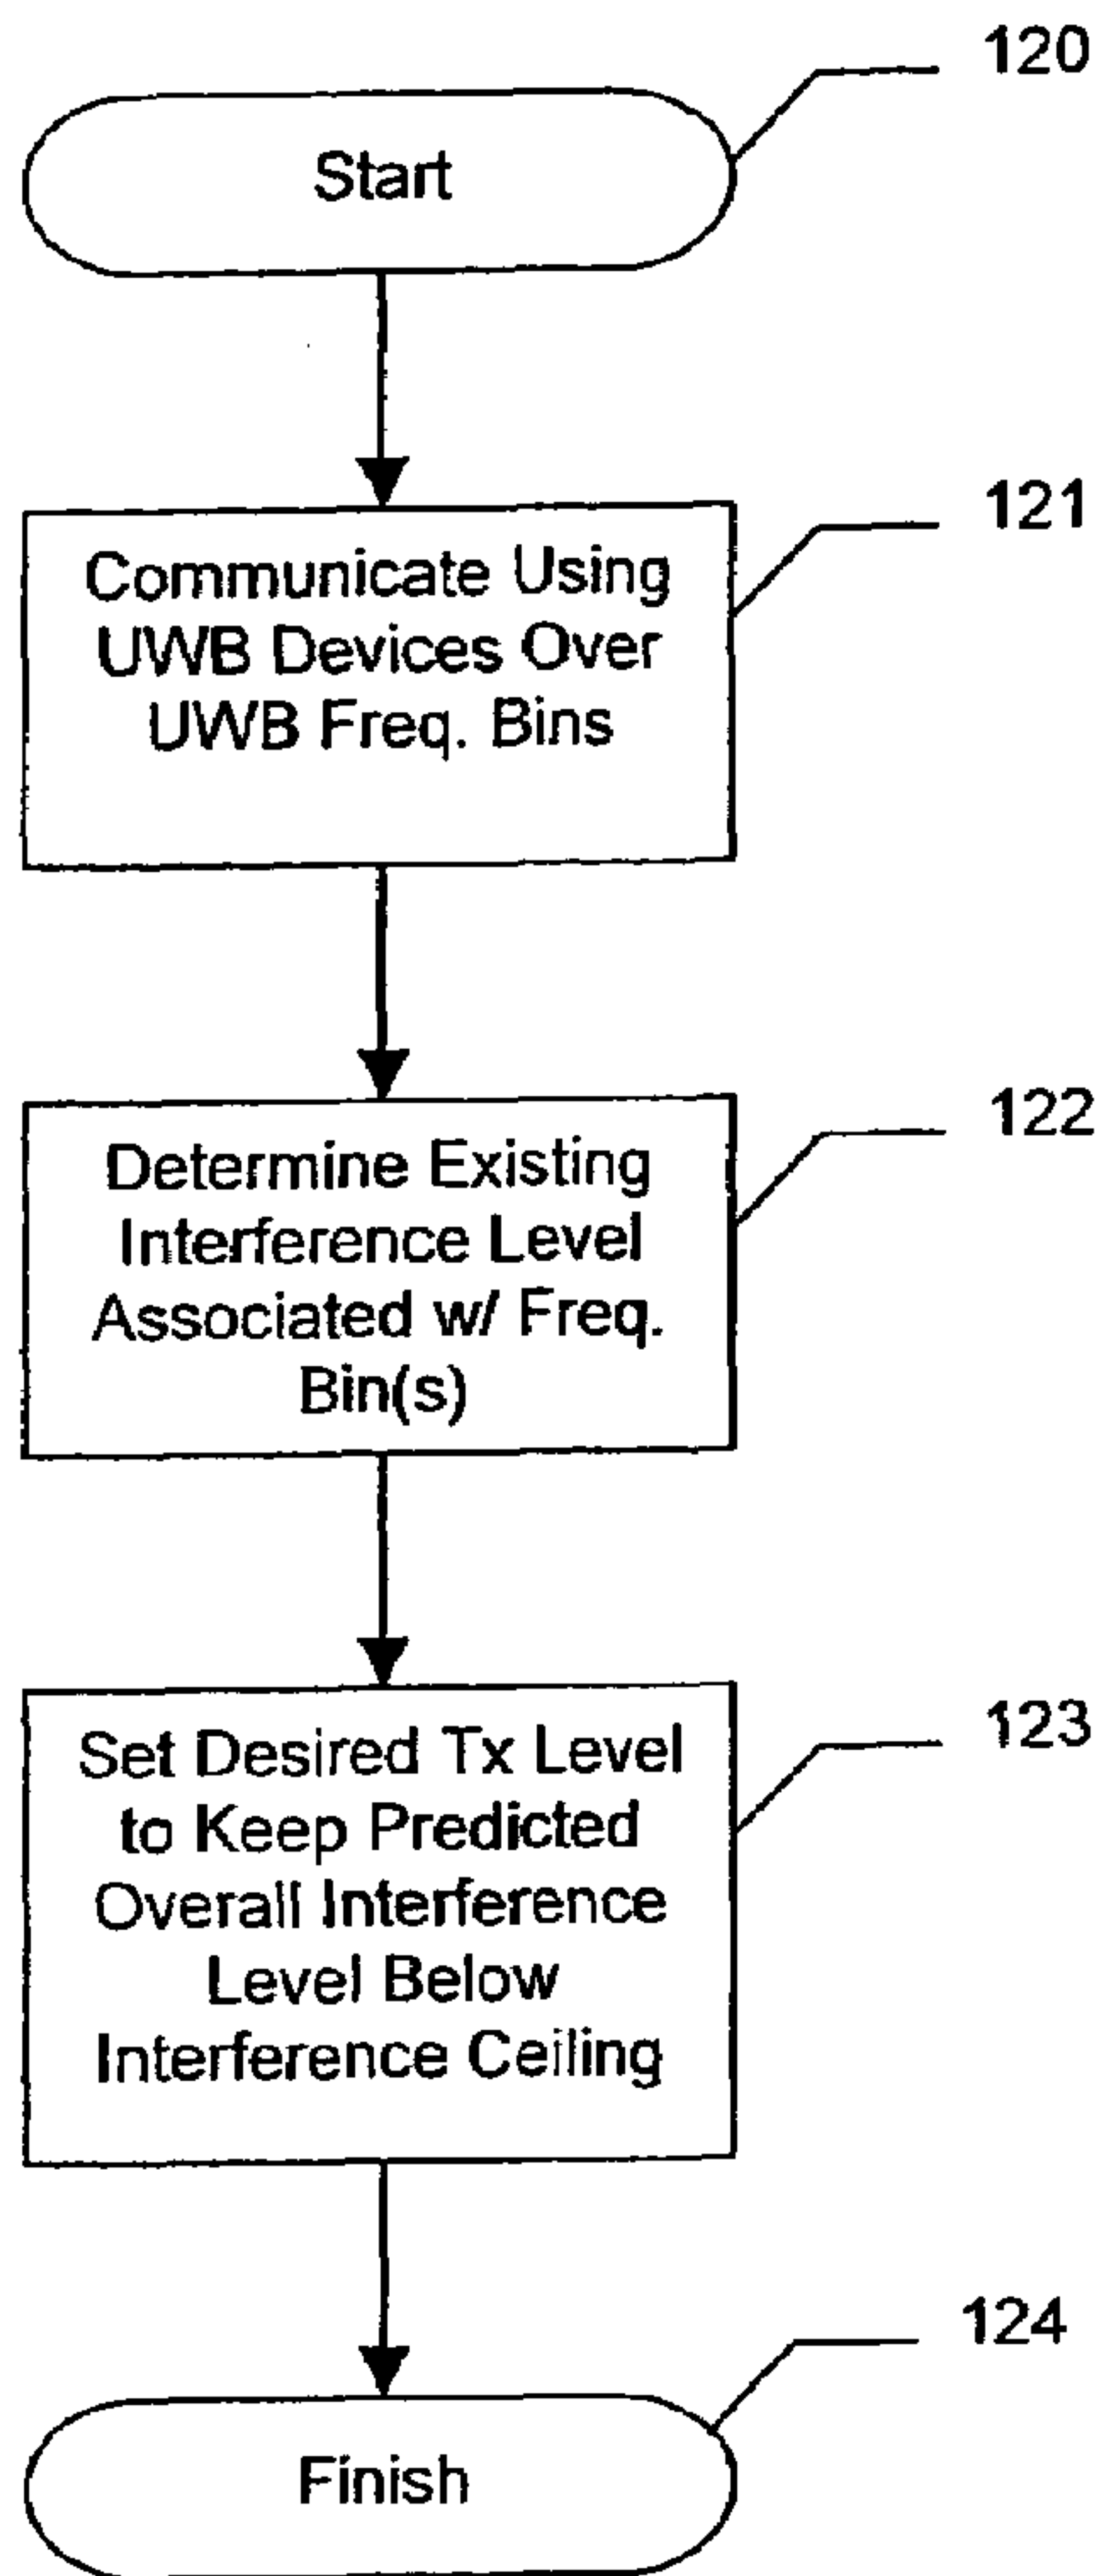 120
Start
121
Communicate Using
UWB Devices Over
UWB Freq. Bins
122
Determine Existing
Interference Level
Associated w/ Freq.
Bin(s)
123
Set Desired Tx Level
to Keep Predicted
Overall Interference
Level Below
Interference Ceiling
124
Finish